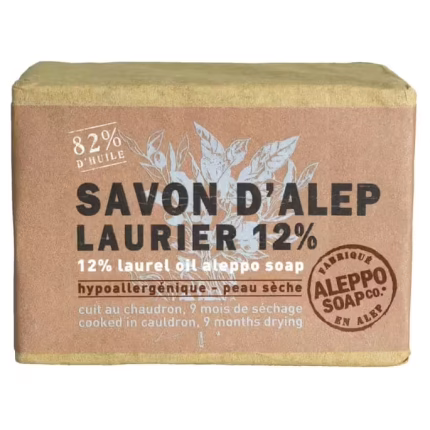 82%
D'HUILE
SAVON D'ALEP
LAURIER 12%
12% laurel oil aleppo soap
hypoallergénique - peau sèche
cuit au chaudron, 9 mois de séchage
cooked in cauldron, 9 months drying
FABRIQUÉ
ALEPPO
SOAP CO.
EN ALEP